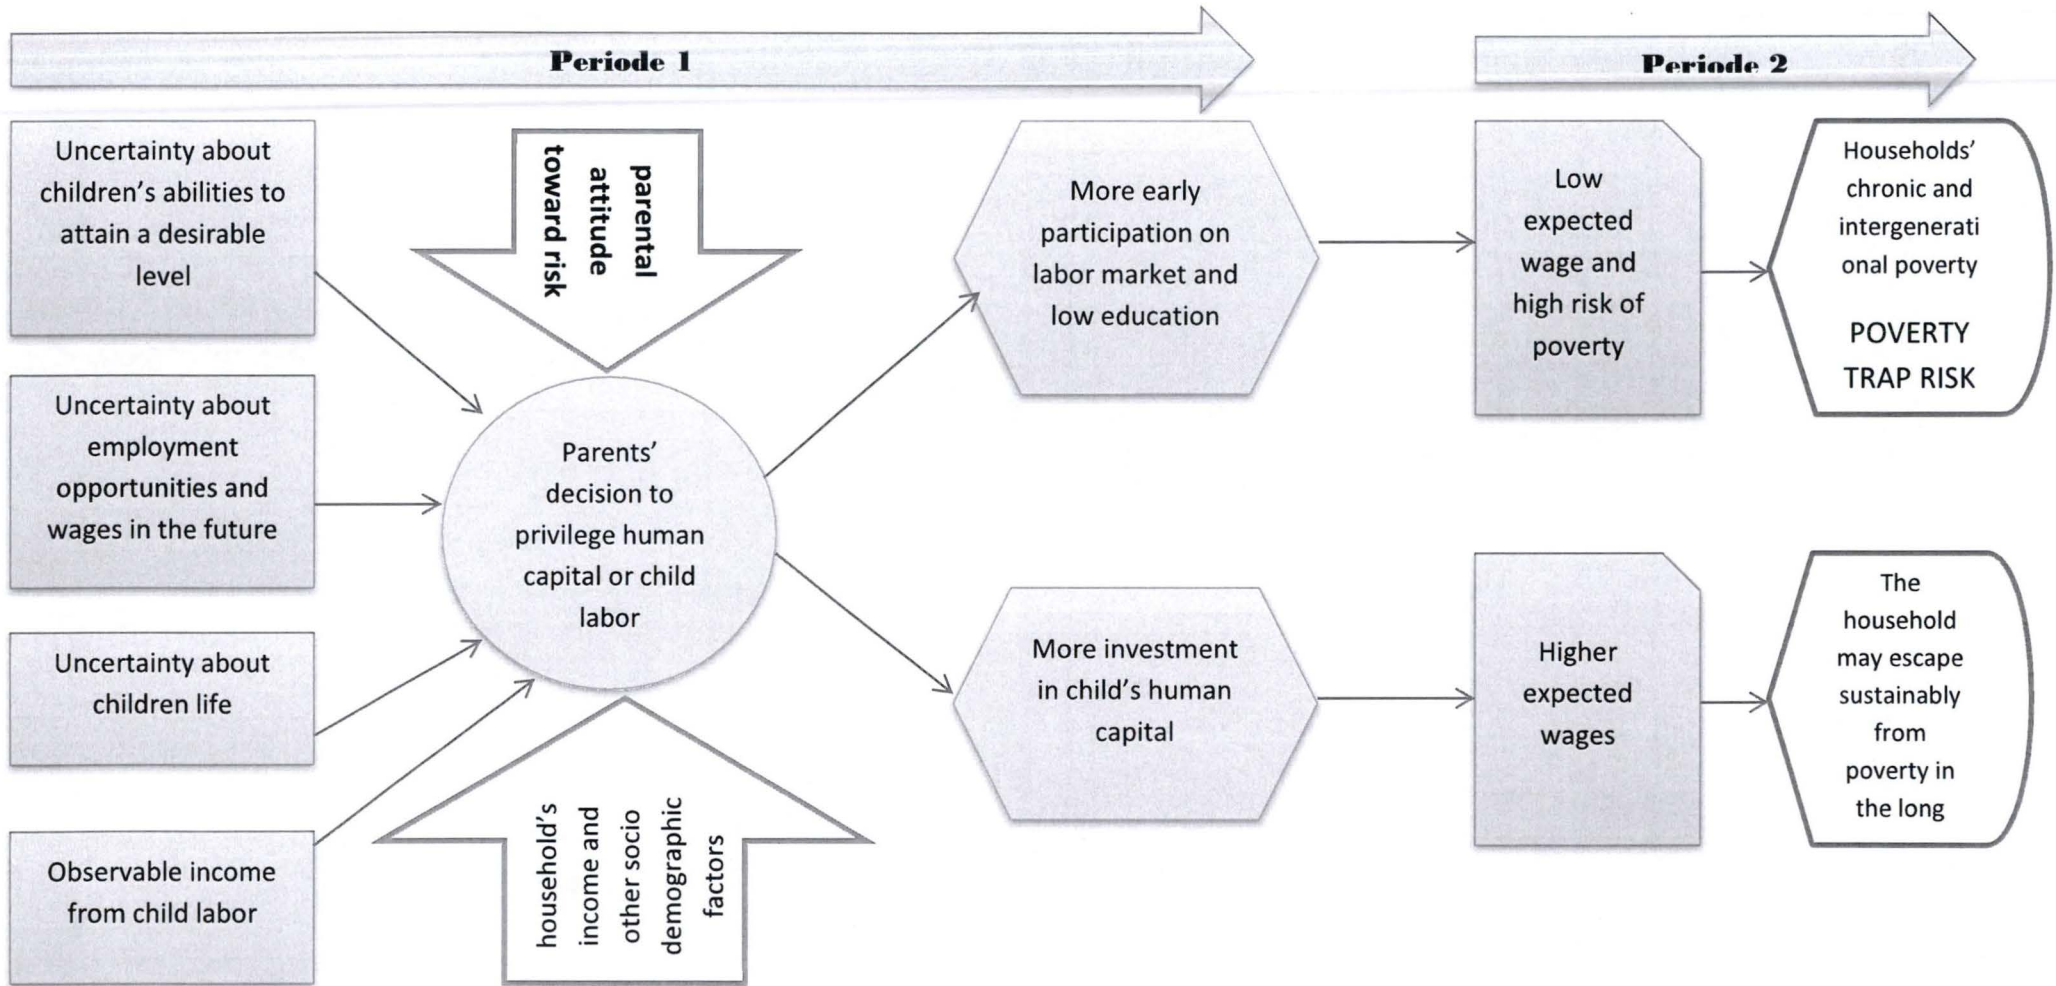 Periode 1
Periode 2
Uncertainty about
children's abilities to
attain a desirable
level
Uncertainty about
employment
opportunities and
wages in the future
Uncertainty about
children life
Observable income
from child labor
parental
attitude
toward risk
Parents'
decision to
privilege human
capital or child
labor
household's
income and
other socio
demographic
factors
More early
participation on
labor market and
low education
More investment
in child's human
capital
Low
expected
wage and
high risk of
poverty
Higher
expected
wages
Households'
chronic and
intergenerati
onal poverty
POVERTY
TRAP RISK
The
household
may escape
sustainably
from
poverty in
the long